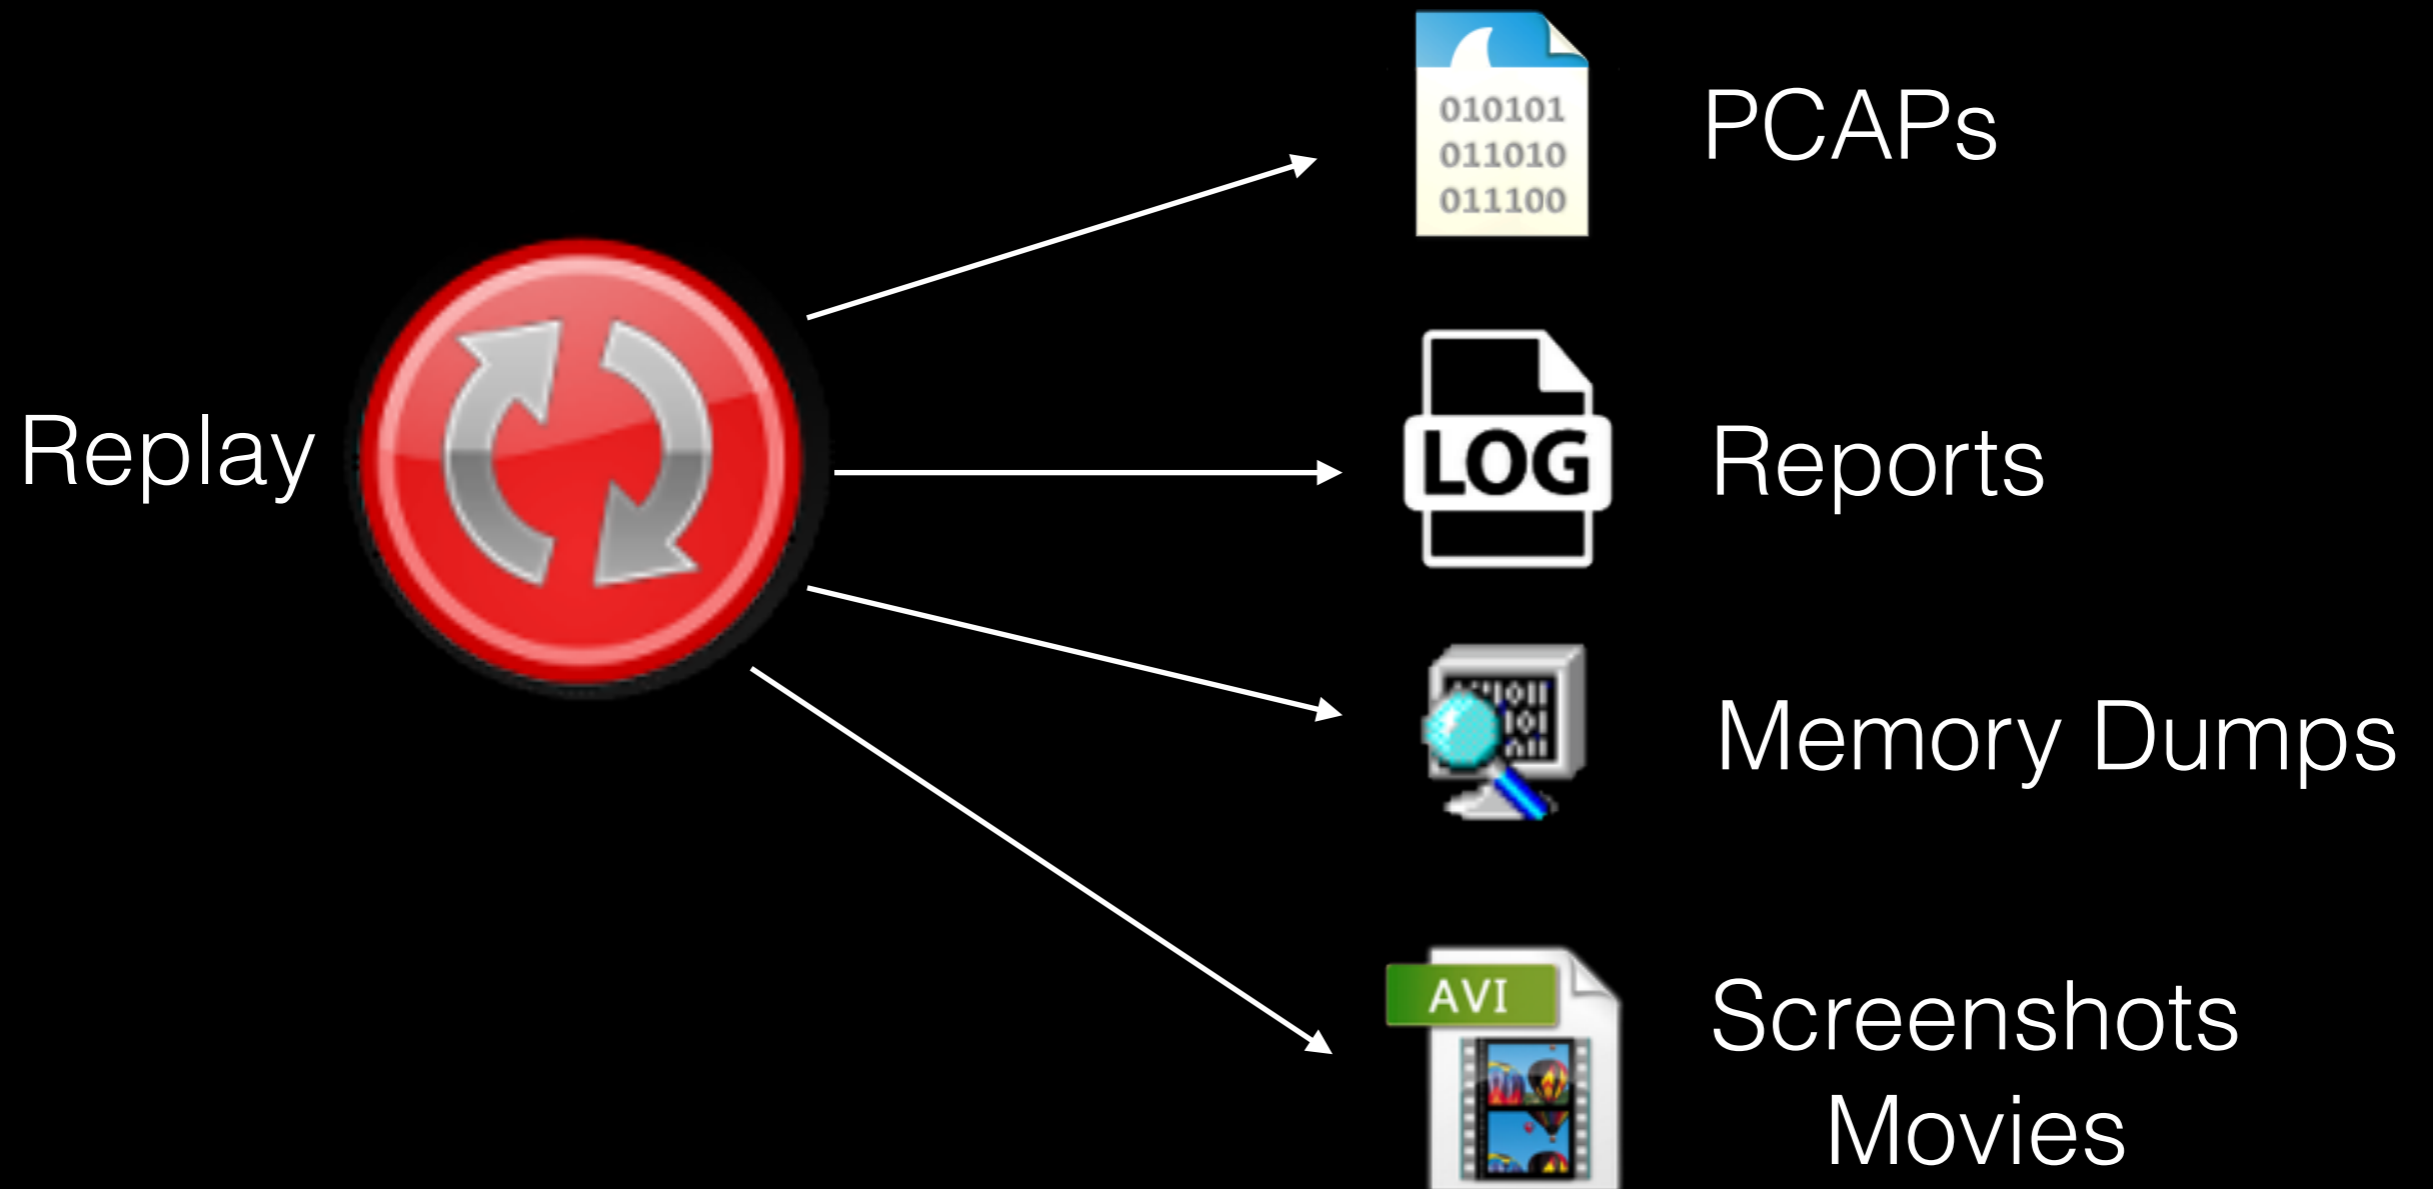 Replay
010101
011010
011100
PCAPs
LOG
Reports
Memory Dumps
AVI
Screenshots
Movies